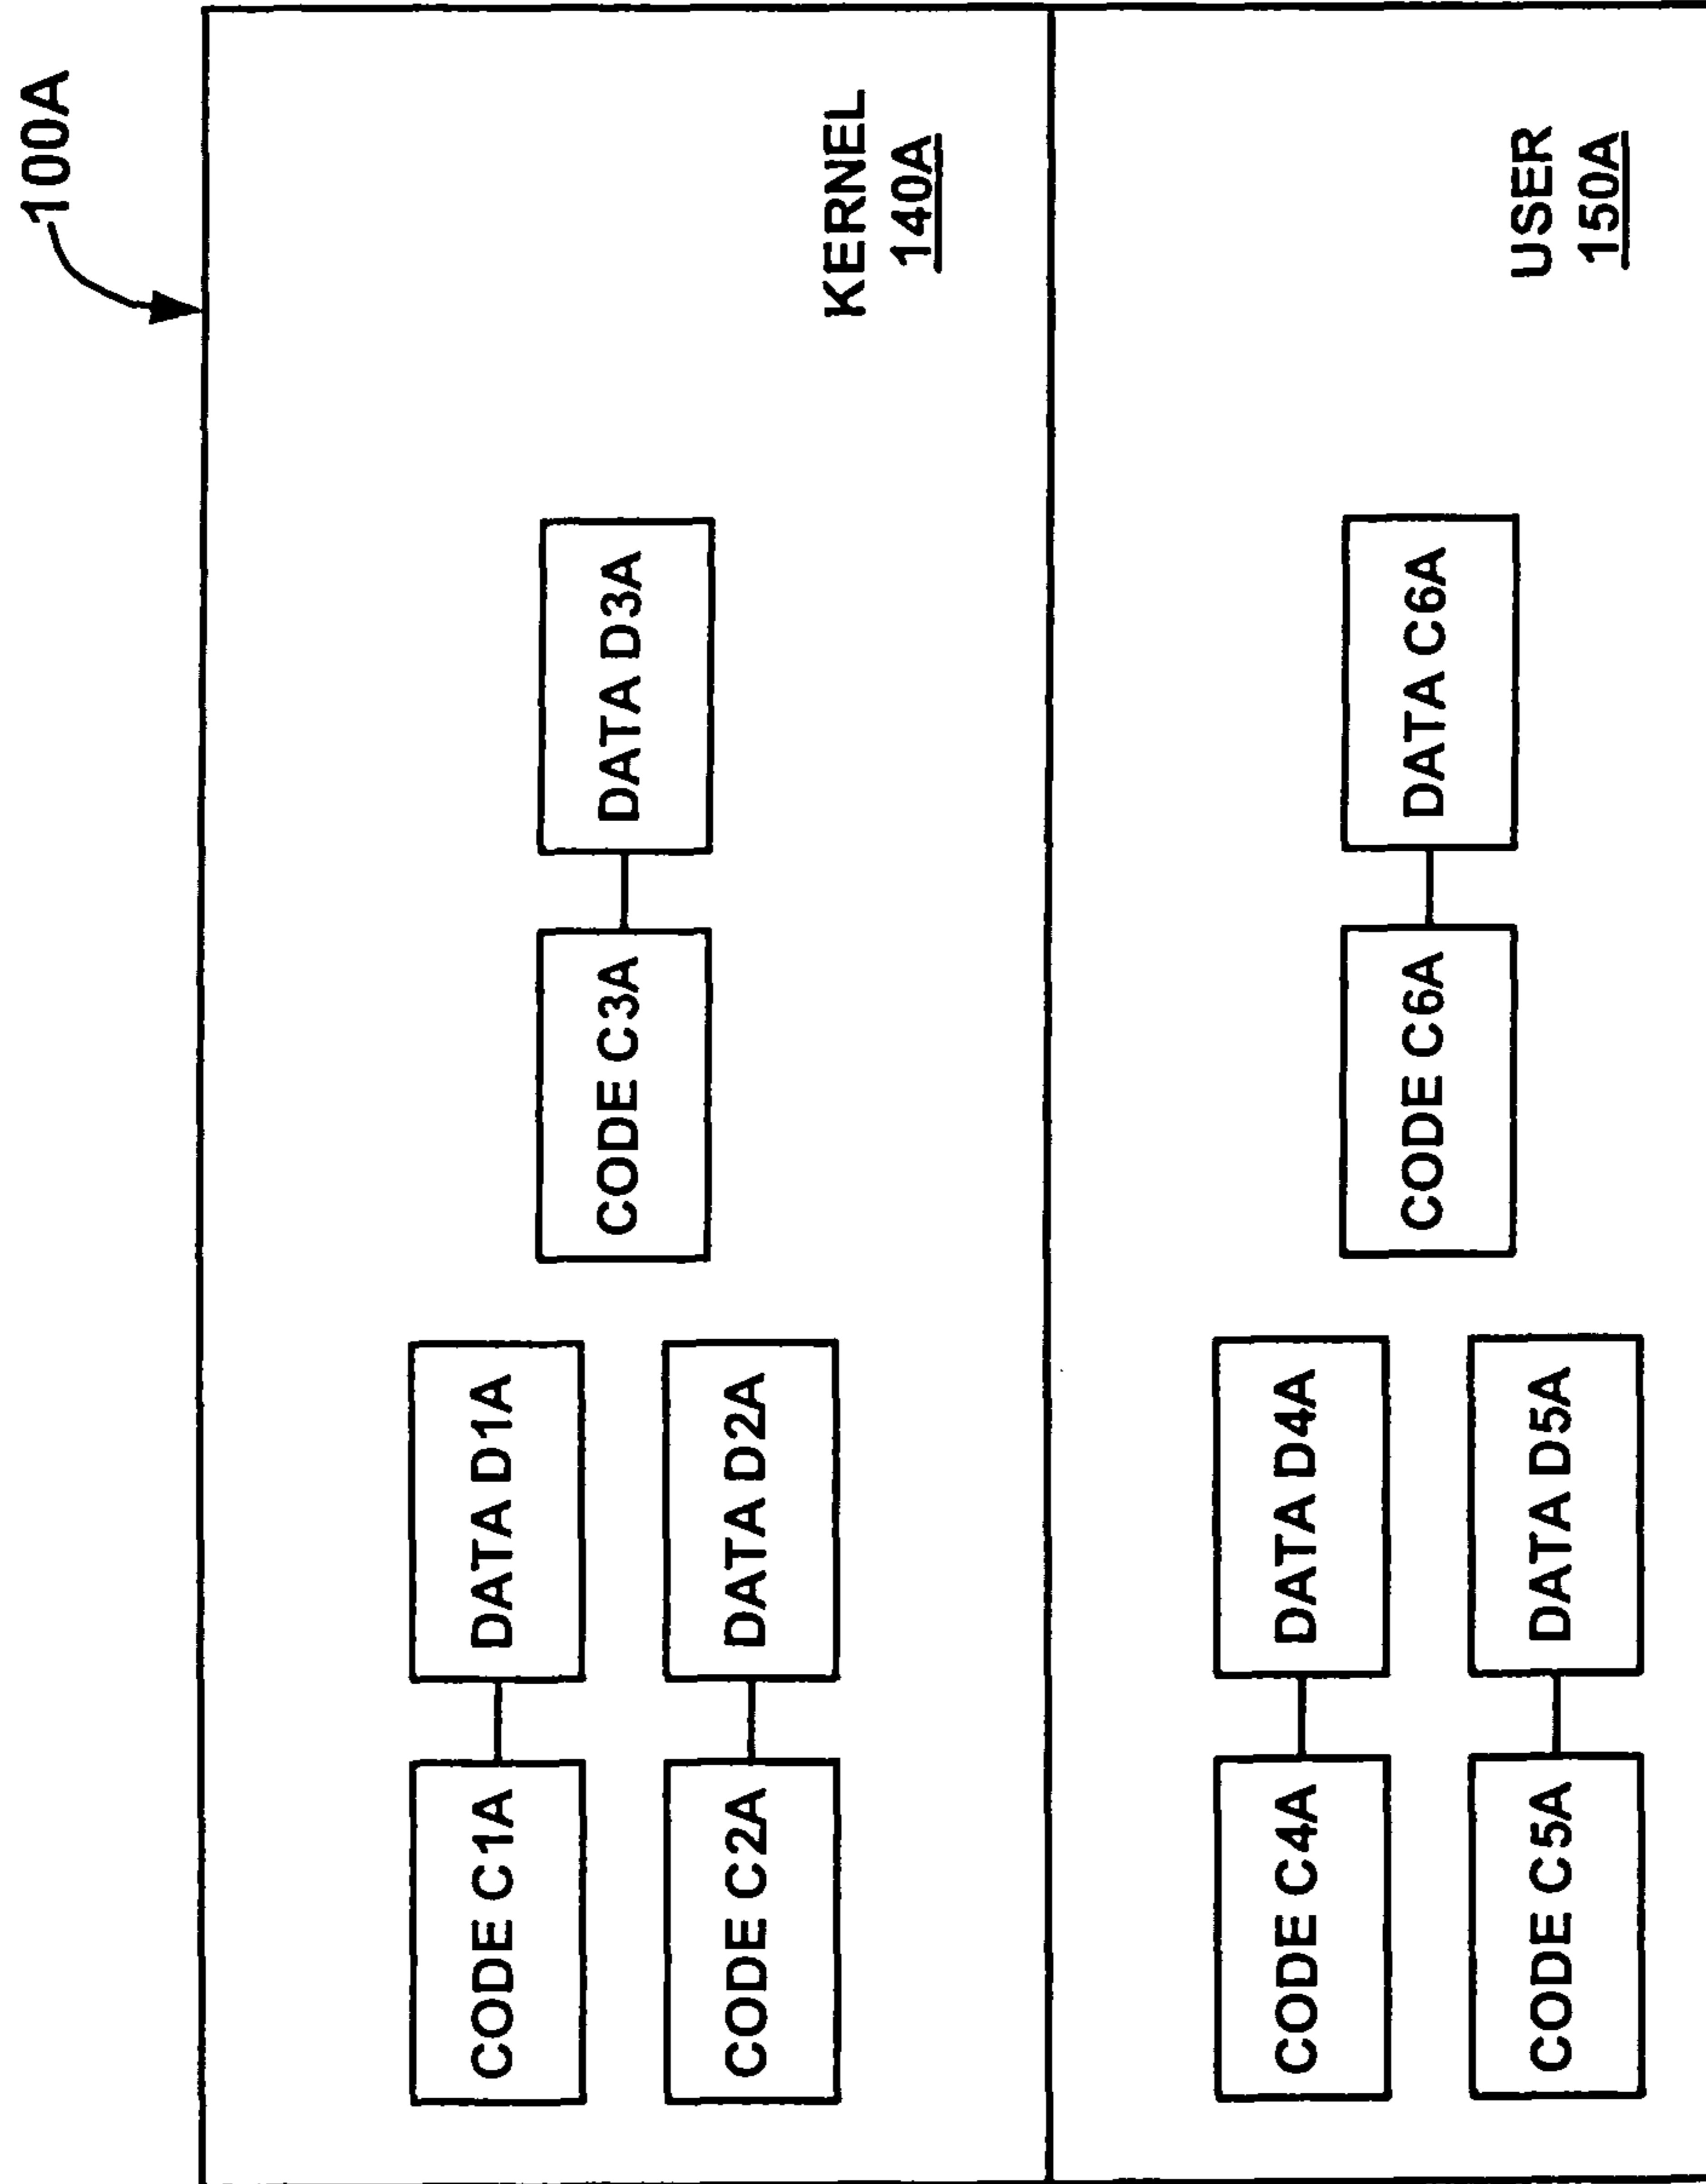 100A
CODE C1A
DATA D1A
CODE C2A
DATA D2A
CODE C3A
DATA D3A
KERNEL
140A
CODE C4A
DATA D4A
CODE C5A
DATA D5A
CODE C6A
DATA C6A
USER
150A